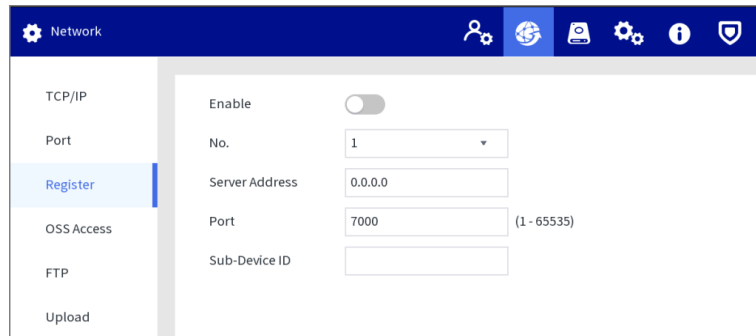 Network
TCP/IP
Port
Register
OSS Access
FTP
Upload
Enable
No. 1
Server Address 0.0.0.0
Port 7000 (1 - 65535)
Sub-Device ID